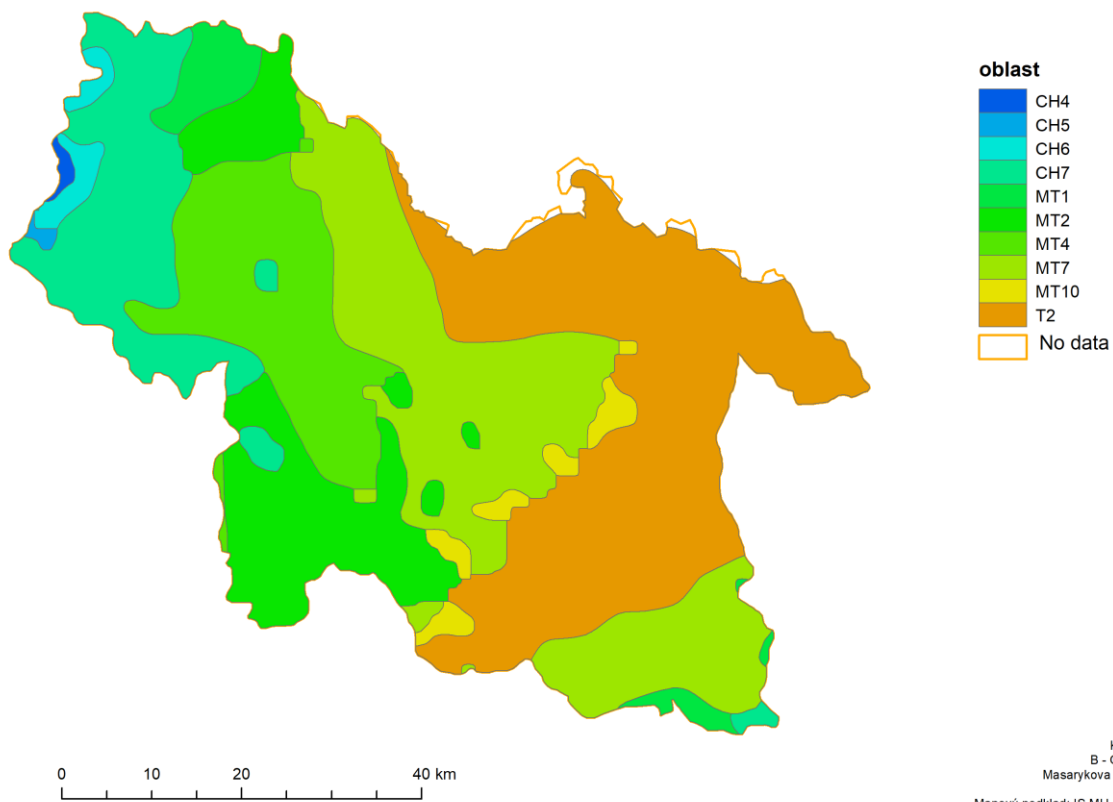 oblast
CH4
CH5
CH6
CH7
MT1
MT2
MT4
MT7
MT10
T2
No data
0 10 20 40 km
B -
Masarykova